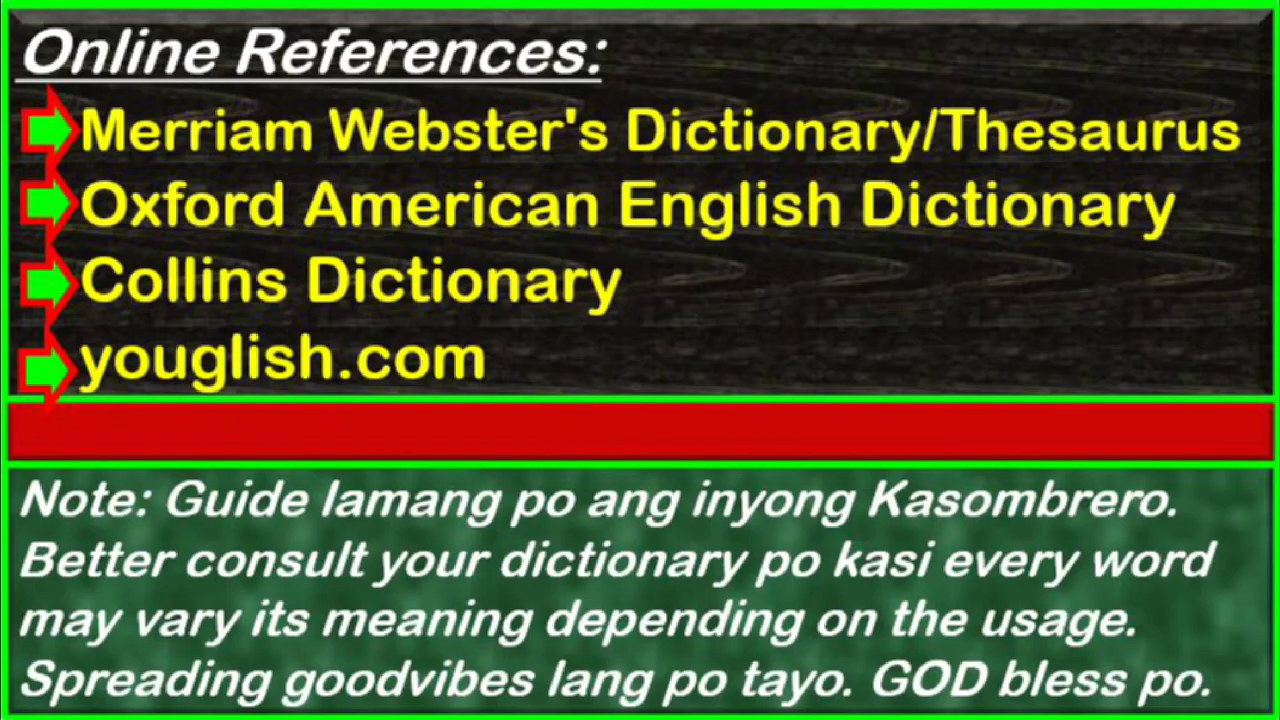 Online References:
Merriam Webster's Dictionary/Thesaurus
Oxford American English Dictionary
Collins Dictionary
youglish.com
Note: Guide lamang po ang inyong Kasombrero.
Better consult your dictionary po kasi every word
may vary its meaning depending on the usage.
Spreading goodvibes lang po tayo. GOD bless po.